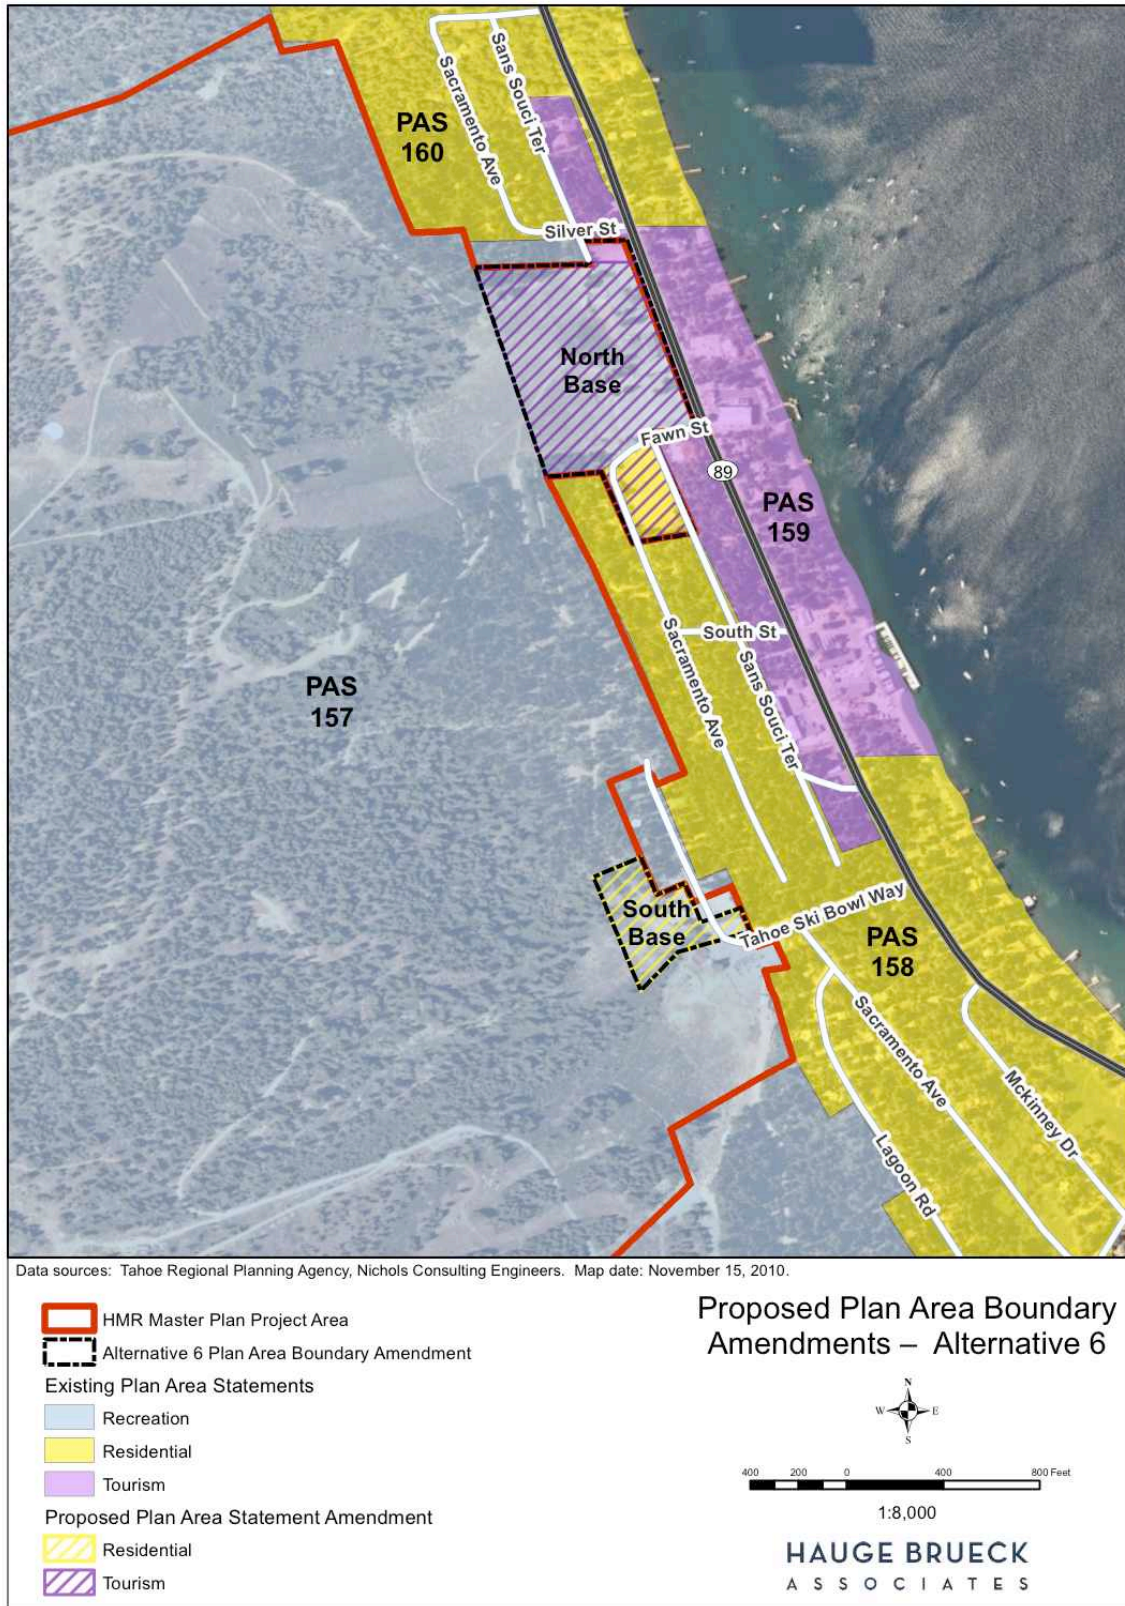 Sans Souci Ter
Sacramento Ave
PAS
160
Silver St
North
Base
Fawn St
89
PAS
159
South St
Sacramento Ave
Sans Souci Ter
PAS
157
South
Base
Tahoe Ski Bowl Way
PAS
158
Sacramento Ave
Mckinney Dr
Lagoon Rd
Data sources: Tahoe Regional Planning Agency, Nichols Consulting Engineers. Map date: November 15, 2010.
HMR Master Plan Project Area
Alternative 6 Plan Area Boundary Amendment
Existing Plan Area Statements
Recreation
Residential
Tourism
Proposed Plan Area Statement Amendment
Residential
Tourism
Proposed Plan Area Boundary
Amendments – Alternative 6
N
W E
S
400 200 0 400 800 Feet
1:8,000
HAUGE BRUECK
ASSOCIATES